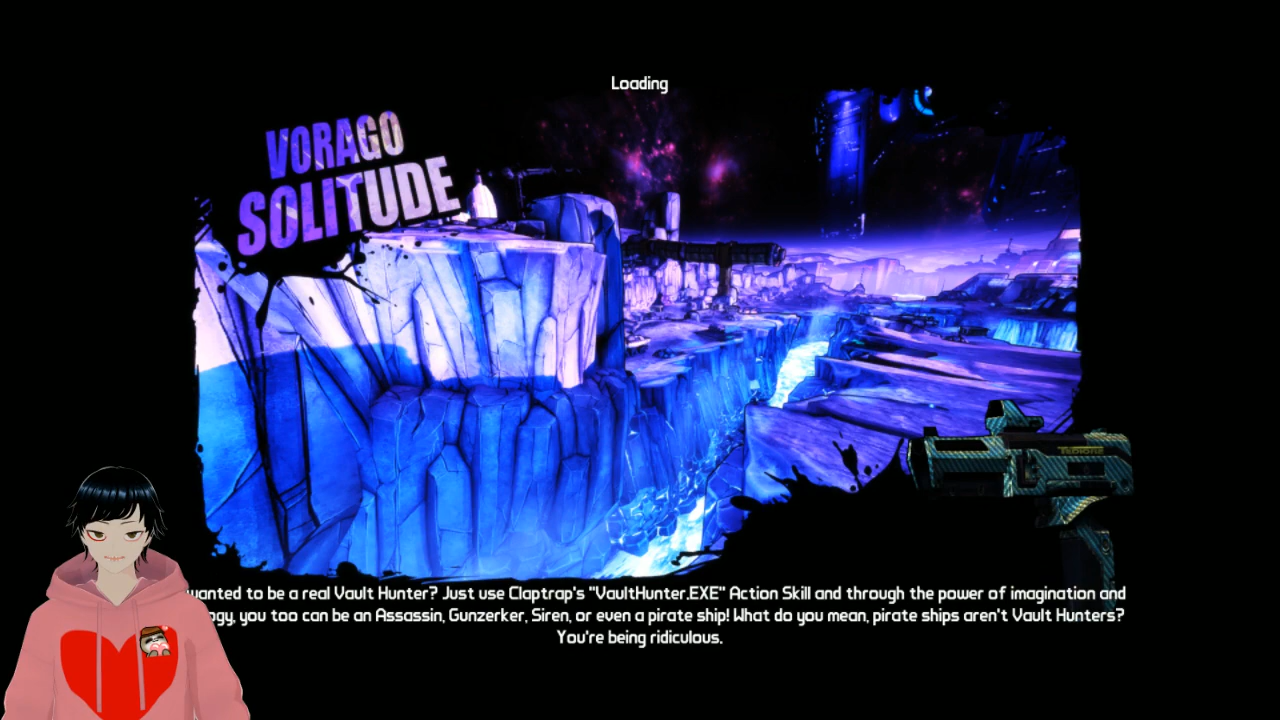 Loading
VORAGO
SOLITUDE
TEDIORE
wanted to be a real Vault Hunter? Just use Claptrap's "VaultHunter.EXE" Action Skill and through the power of imagination and
you too can be an Assassin, Gunzerker, Siren, or even a pirate ship! What do you mean, pirate ships aren't Vault Hunters?
You're being ridiculous.